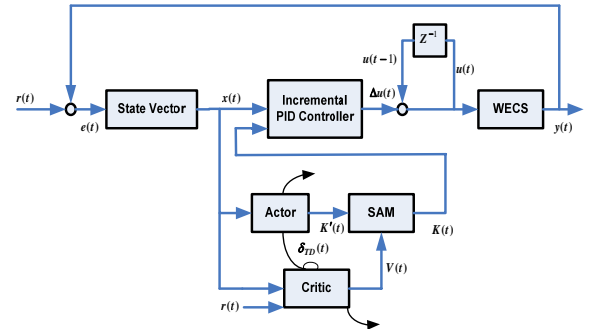 Z⁻¹
u(t−1)
u(t)
r(t)
e(t)
State Vector
x(t)
Incremental
PID Controller
Δu(t)
WECS
y(t)
Actor
K′(t)
SAM
K(t)
δTD(t)
V(t)
Critic
r(t)